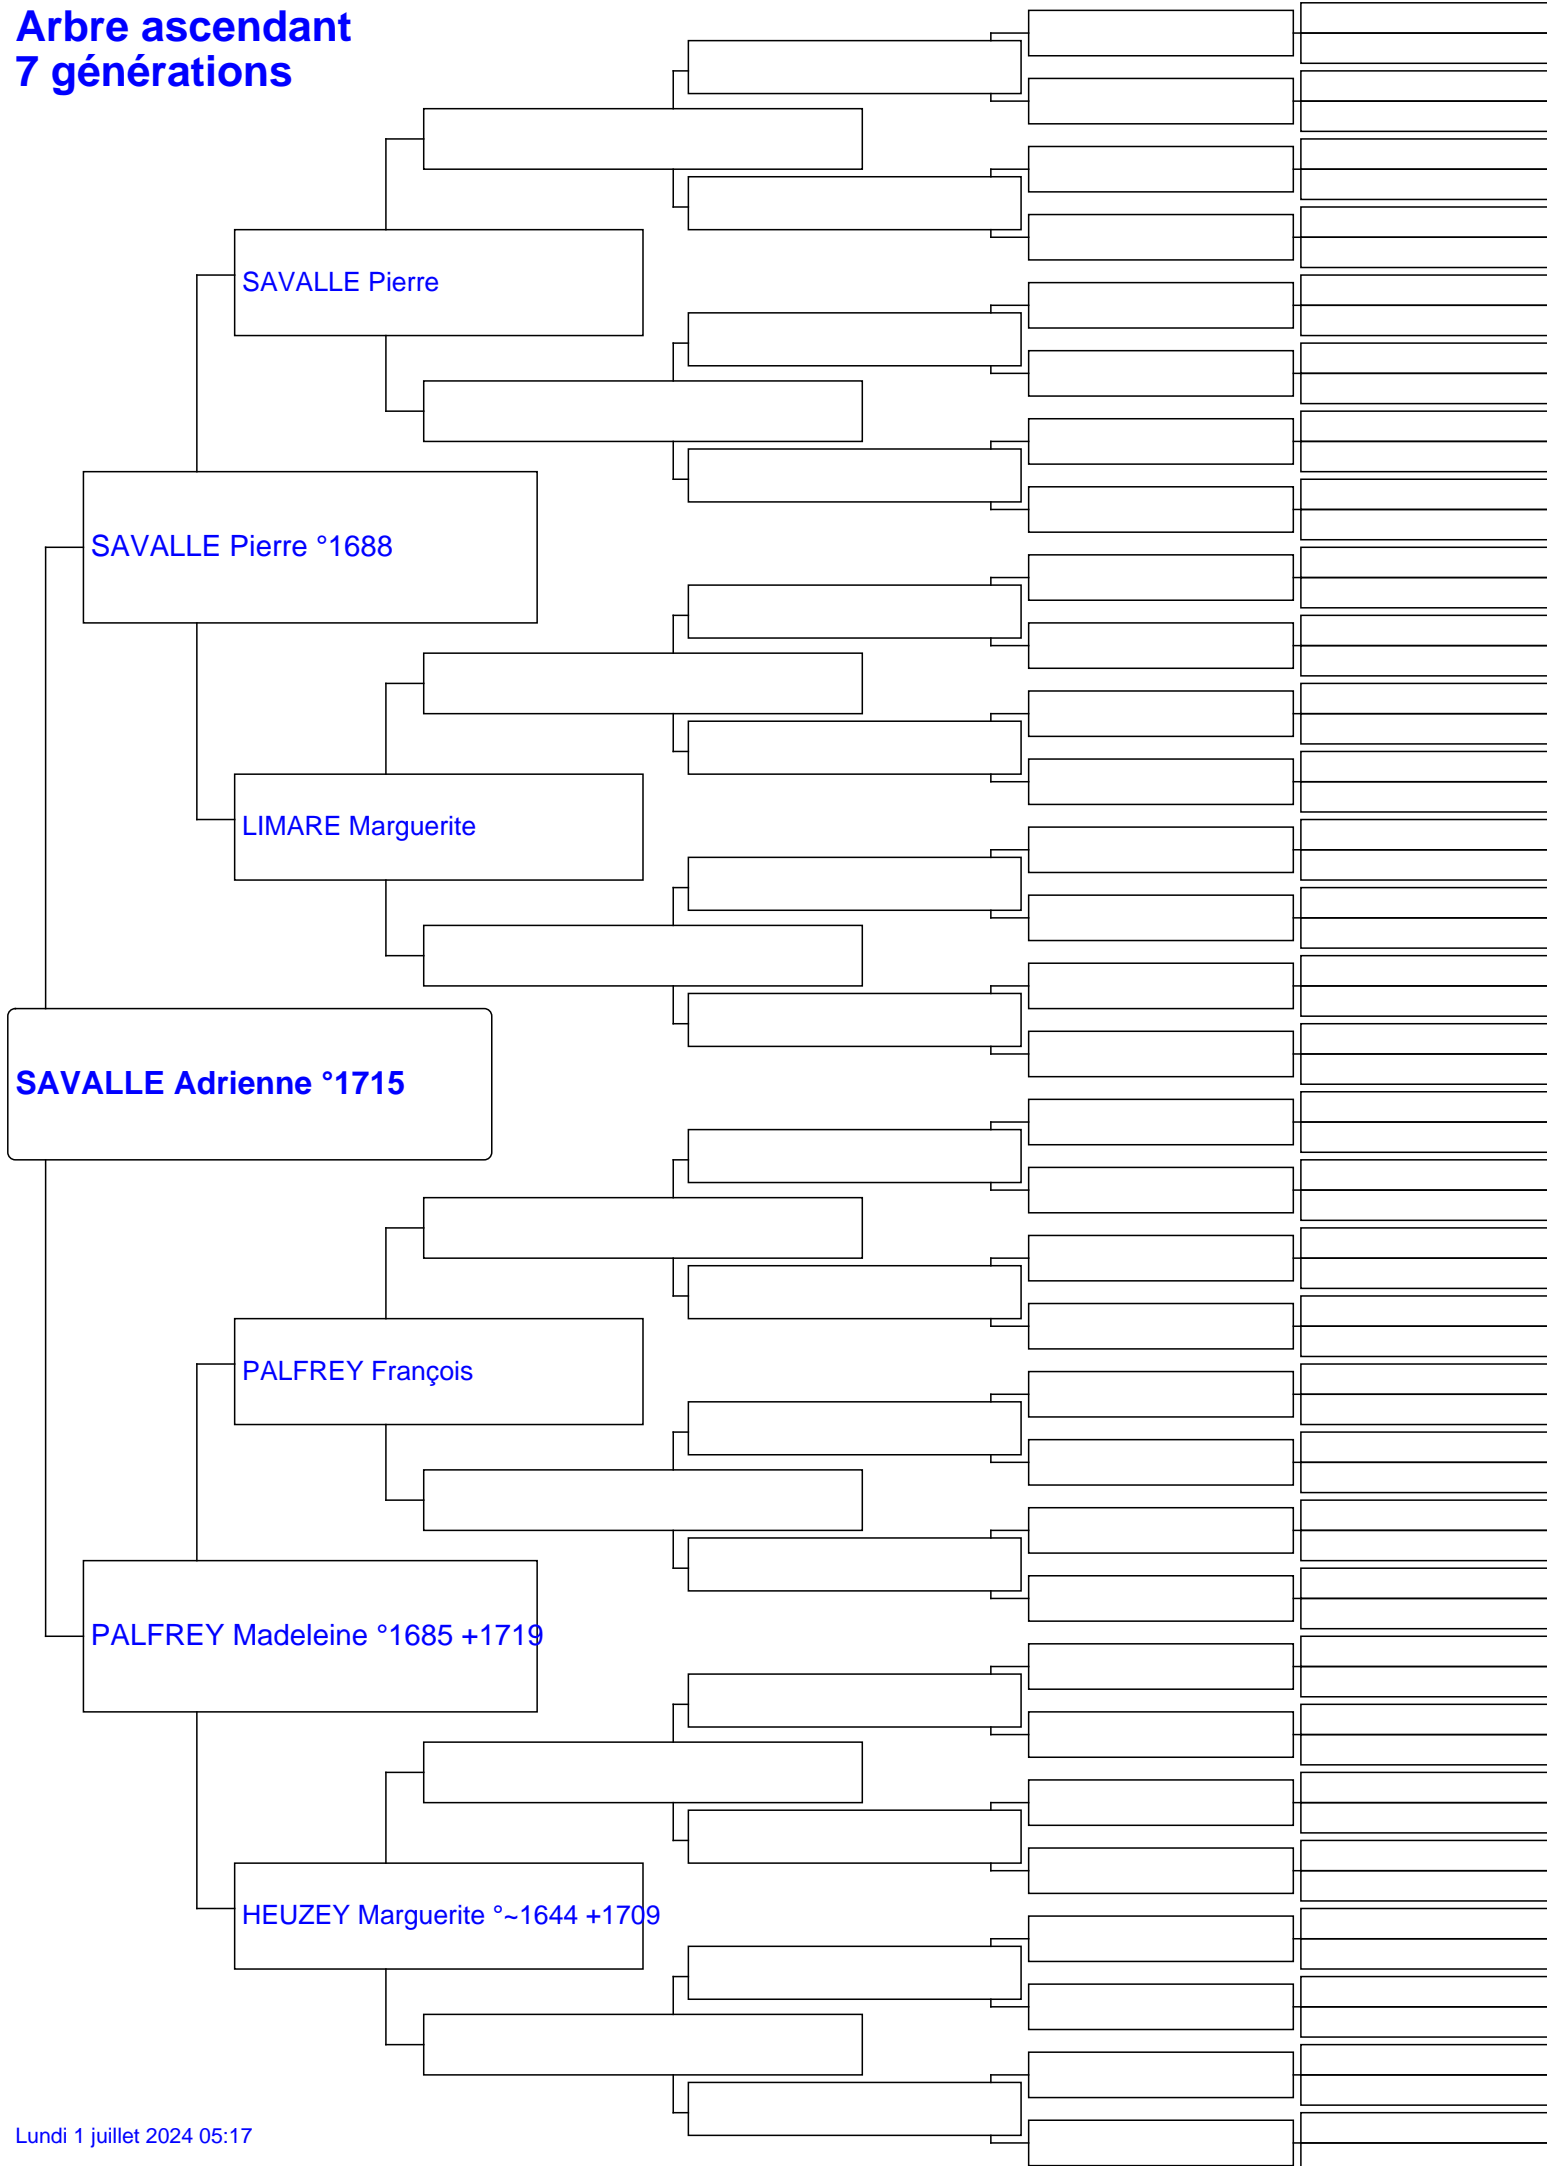 Arbre ascendant
7 générations
SAVALLE Pierre
SAVALLE Pierre °1688
LIMARE Marguerite
SAVALLE Adrienne °1715
PALFREY François
PALFREY Madeleine °1685 +1719
HEUZEY Marguerite °~1644 +1709
Lundi 1 juillet 2024 05:17